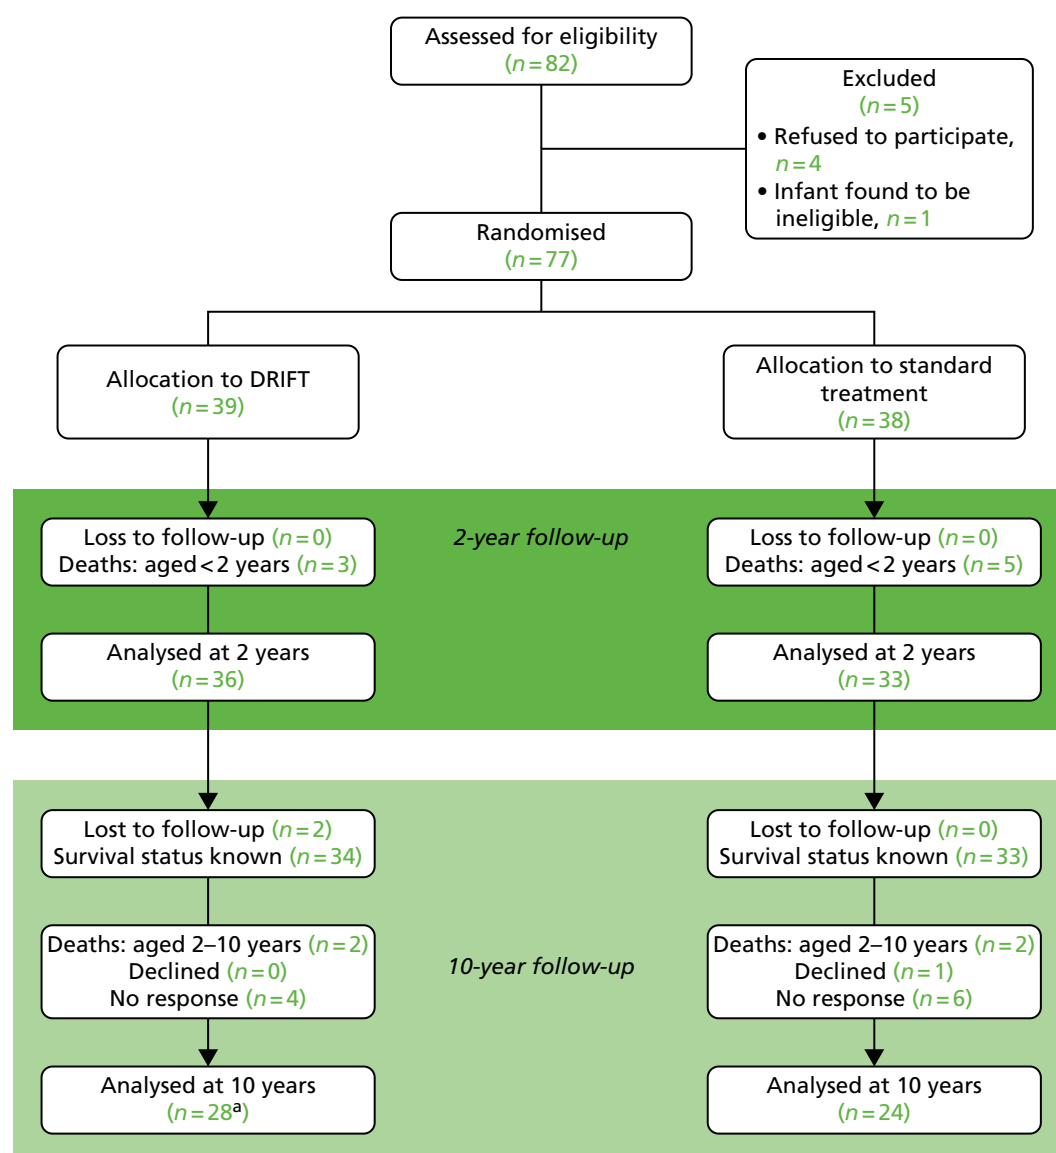 Assessed for eligibility
(n=82)
Excluded
(n=5)
• Refused to participate,
n=4
• Infant found to be
ineligible, n=1
Randomised
(n=77)
Allocation to DRIFT
(n=39)
Allocation to standard
treatment
(n=38)
Loss to follow-up (n=0)
Deaths: aged<2 years (n=3)
2-year follow-up
Loss to follow-up (n=0)
Deaths: aged<2 years (n=5)
Analysed at 2 years
(n=36)
Analysed at 2 years
(n=33)
Lost to follow-up (n=2)
Survival status known (n=34)
Lost to follow-up (n=0)
Survival status known (n=33)
Deaths: aged 2–10 years (n=2)
Declined (n=0)
No response (n=4)
10-year follow-up
Deaths: aged 2–10 years (n=2)
Declined (n=1)
No response (n=6)
Analysed at 10 years
(n=28ᵃ)
Analysed at 10 years
(n=24)